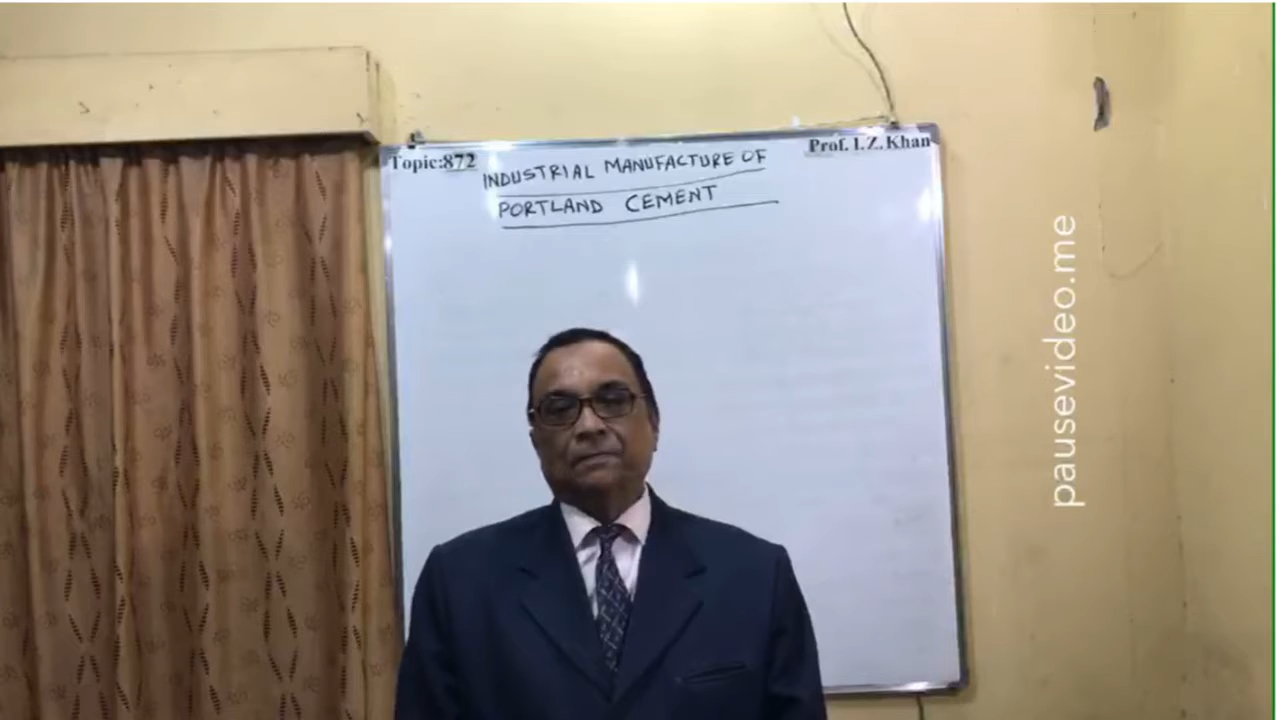 Topic:872
INDUSTRIAL MANUFACTURE OF
PORTLAND CEMENT
Prof. I.Z. Khan
pausevideo.me